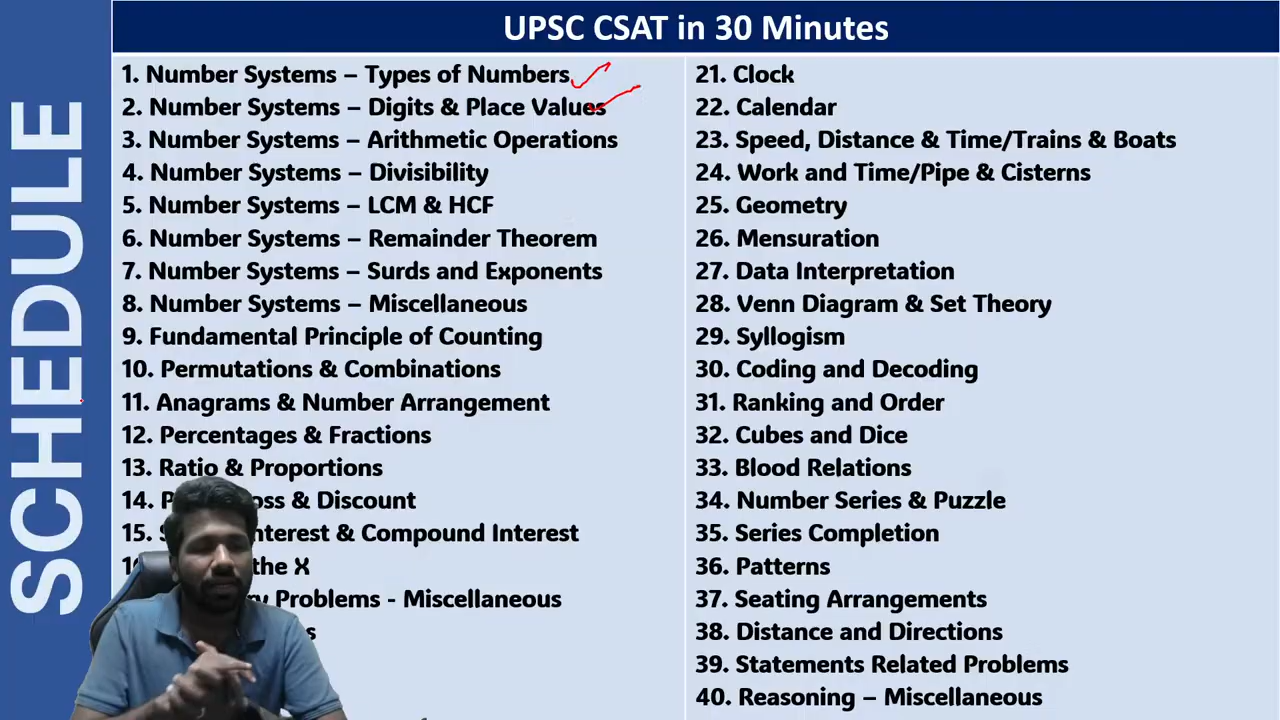 SCHEDULE
UPSC CSAT in 30 Minutes
1. Number Systems – Types of Numbers
2. Number Systems – Digits & Place Values
3. Number Systems – Arithmetic Operations
4. Number Systems – Divisibility
5. Number Systems – LCM & HCF
6. Number Systems – Remainder Theorem
7. Number Systems – Surds and Exponents
8. Number Systems – Miscellaneous
9. Fundamental Principle of Counting
10. Permutations & Combinations
11. Anagrams & Number Arrangement
12. Percentages & Fractions
13. Ratio & Proportions
14. & Discount
15. & Compound Interest
the X
Problems - Miscellaneous
21. Clock
22. Calendar
23. Speed, Distance & Time/Trains & Boats
24. Work and Time/Pipe & Cisterns
25. Geometry
26. Mensuration
27. Data Interpretation
28. Venn Diagram & Set Theory
29. Syllogism
30. Coding and Decoding
31. Ranking and Order
32. Cubes and Dice
33. Blood Relations
34. Number Series & Puzzle
35. Series Completion
36. Patterns
37. Seating Arrangements
38. Distance and Directions
39. Statements Related Problems
40. Reasoning – Miscellaneous